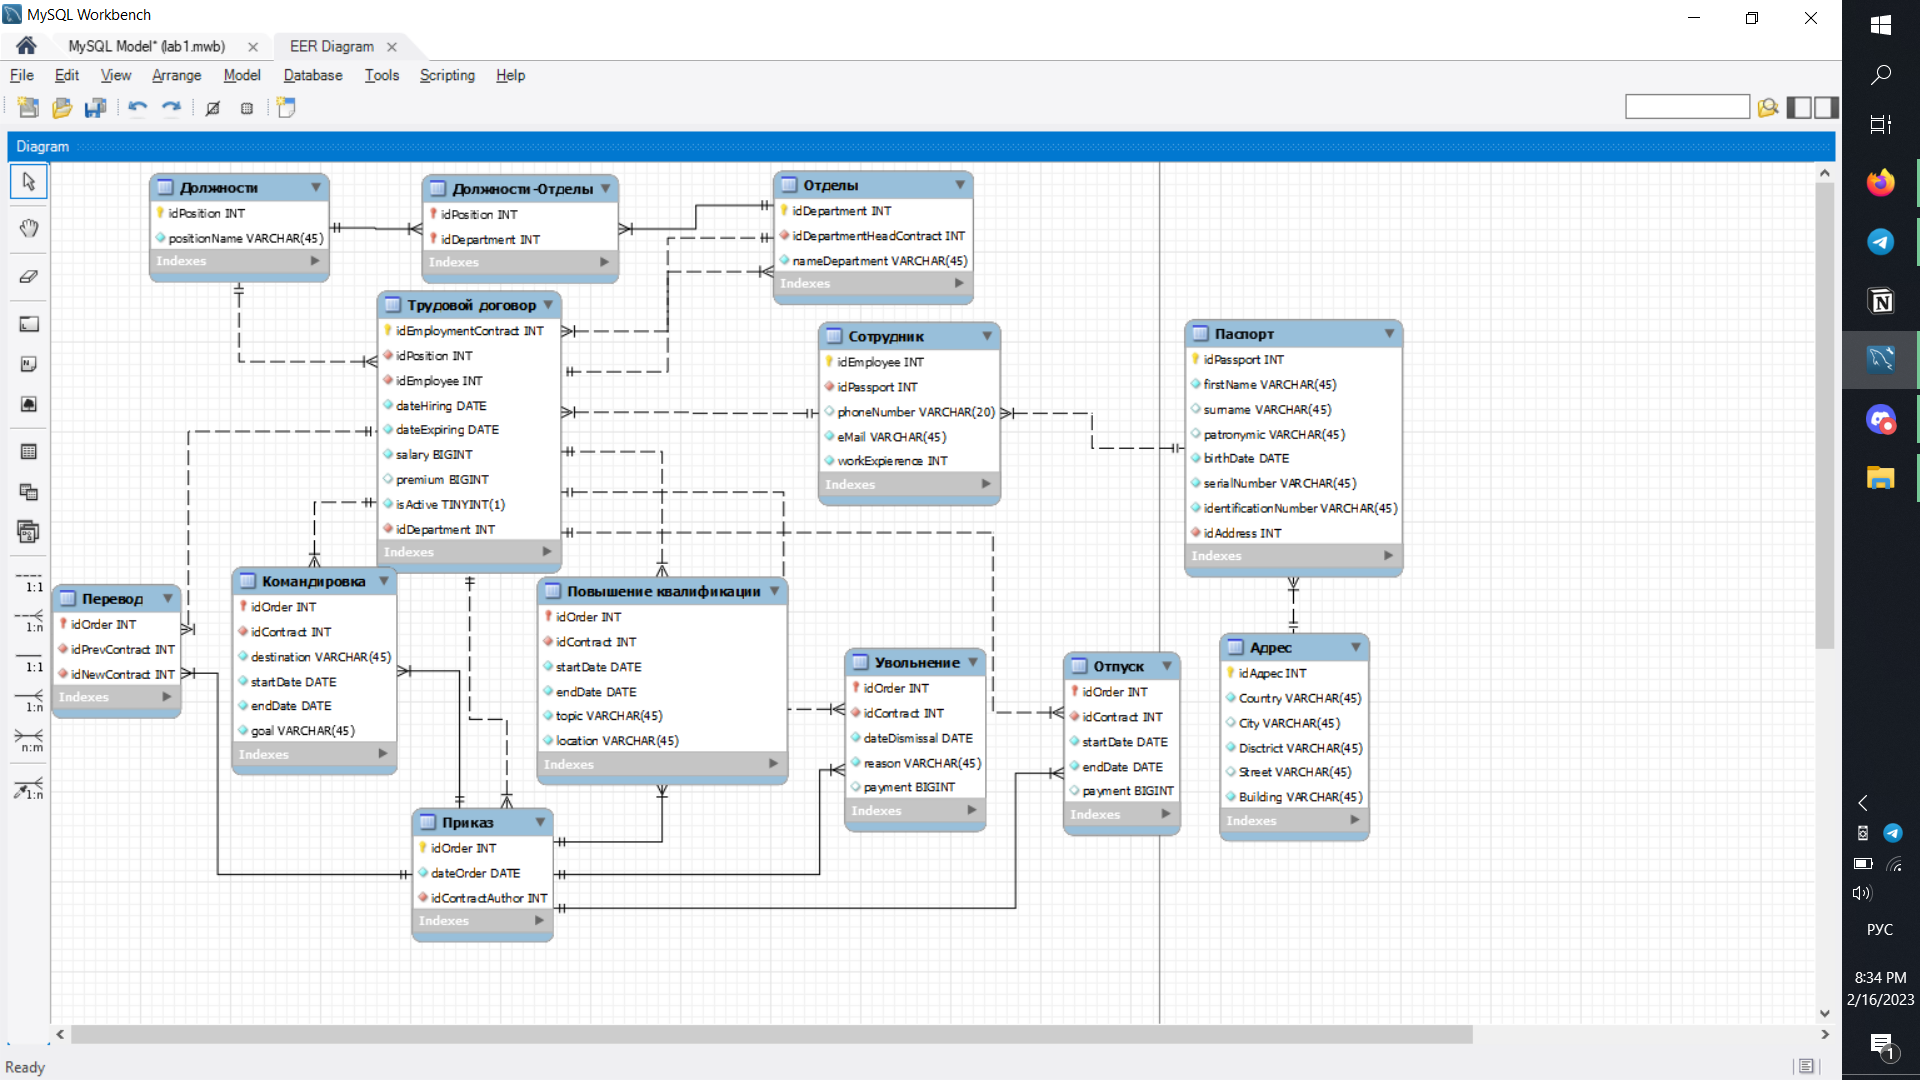 MySQL Workbench
MySQL Model* (lab1.mwb)
EER Diagram
File Edit View Arrange Model Database Tools Scripting Help
Diagram
Должности
idPosition INT
positionName VARCHAR(45)
Indexes
Должности-Отделы
idPosition INT
idDepartment INT
Indexes
Отделы
idDepartment INT
idDepartmentHeadContract INT
nameDepartment VARCHAR(45)
Indexes
Трудовой договор
idEmploymentContract INT
idPosition INT
idEmployee INT
dateHiring DATE
dateExpiring DATE
salary BIGINT
premium BIGINT
isActive TINYINT(1)
idDepartment INT
Indexes
Сотрудник
idEmployee INT
idPassport INT
phoneNumber VARCHAR(20)
eMail VARCHAR(45)
workExpierence INT
Indexes
Паспорт
idPassport INT
firstName VARCHAR(45)
surname VARCHAR(45)
patronymic VARCHAR(45)
birthDate DATE
serialNumber VARCHAR(45)
identificationNumber VARCHAR(45)
idAddress INT
Indexes
Перевод
idOrder INT
idPrevContract INT
idNewContract INT
Indexes
Командировка
idOrder INT
idContract INT
destination VARCHAR(45)
startDate DATE
endDate DATE
goal VARCHAR(45)
Indexes
Повышение квалификации
idOrder INT
idContract INT
startDate DATE
endDate DATE
topic VARCHAR(45)
location VARCHAR(45)
Indexes
Увольнение
idOrder INT
idContract INT
dateDismissal DATE
reason VARCHAR(45)
payment BIGINT
Indexes
Отпуск
idOrder INT
idContract INT
startDate DATE
endDate DATE
payment BIGINT
Indexes
Адрес
idАдрес INT
Country VARCHAR(45)
City VARCHAR(45)
Disctrict VARCHAR(45)
Street VARCHAR(45)
Building VARCHAR(45)
Indexes
Приказ
idOrder INT
dateOrder DATE
idContractAuthor INT
Indexes
1:1
1:n
1:1
1:n
n:m
1:n
Ready
РУС
8:34 PM
2/16/2023
1